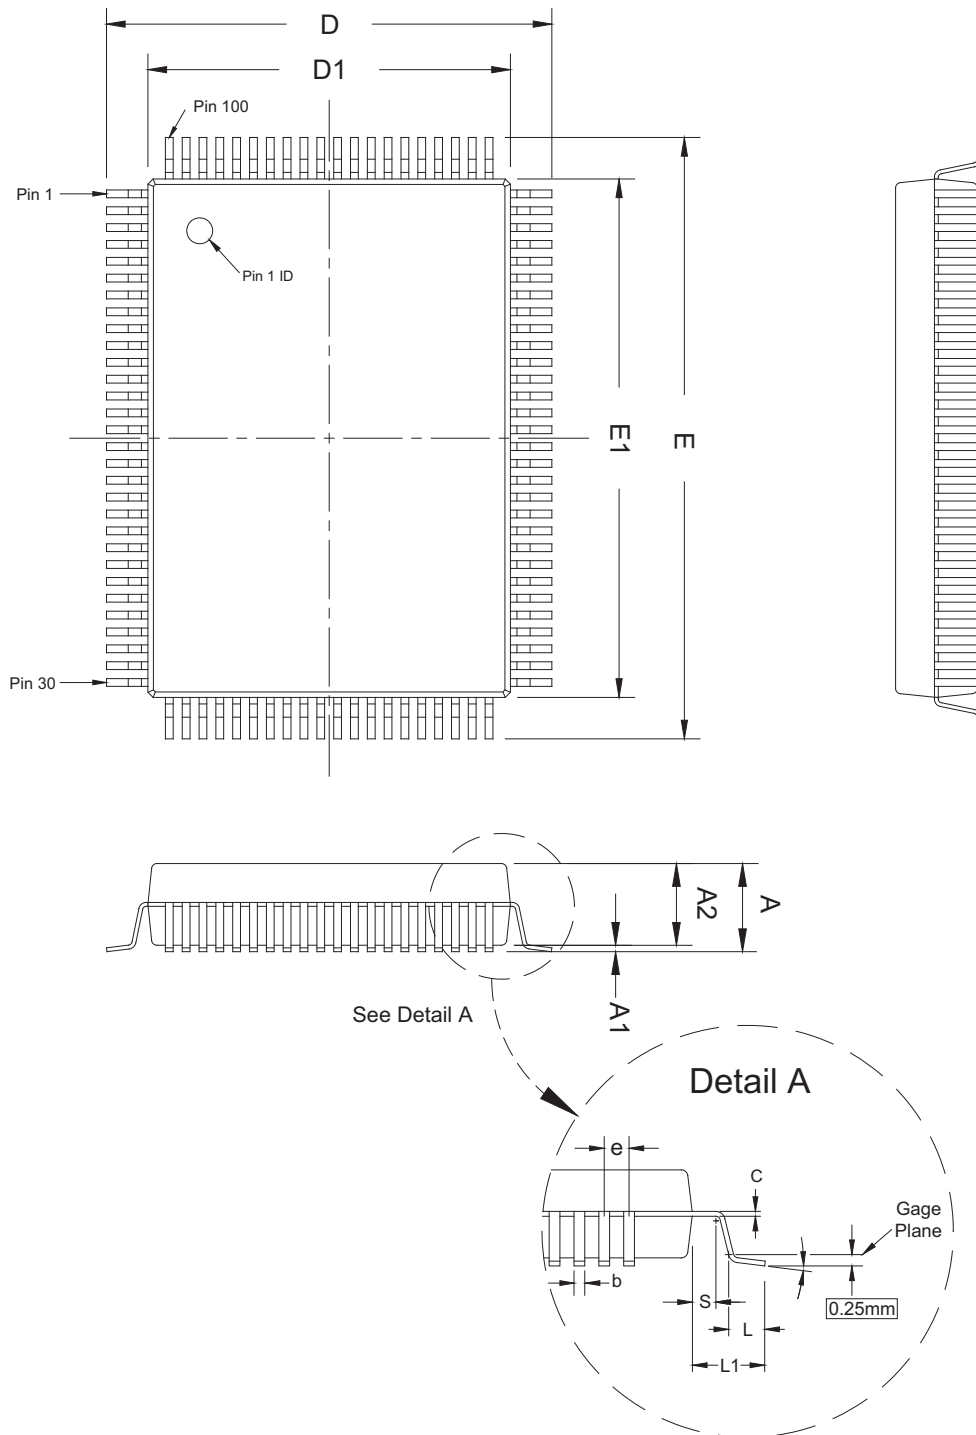 D
D1
Pin 100
Pin 1
Pin 1 ID
E1
E
Pin 30
A2
A
A1
See Detail A
Detail A
e
C
Gage
Plane
b
S
0.25mm
L
L1